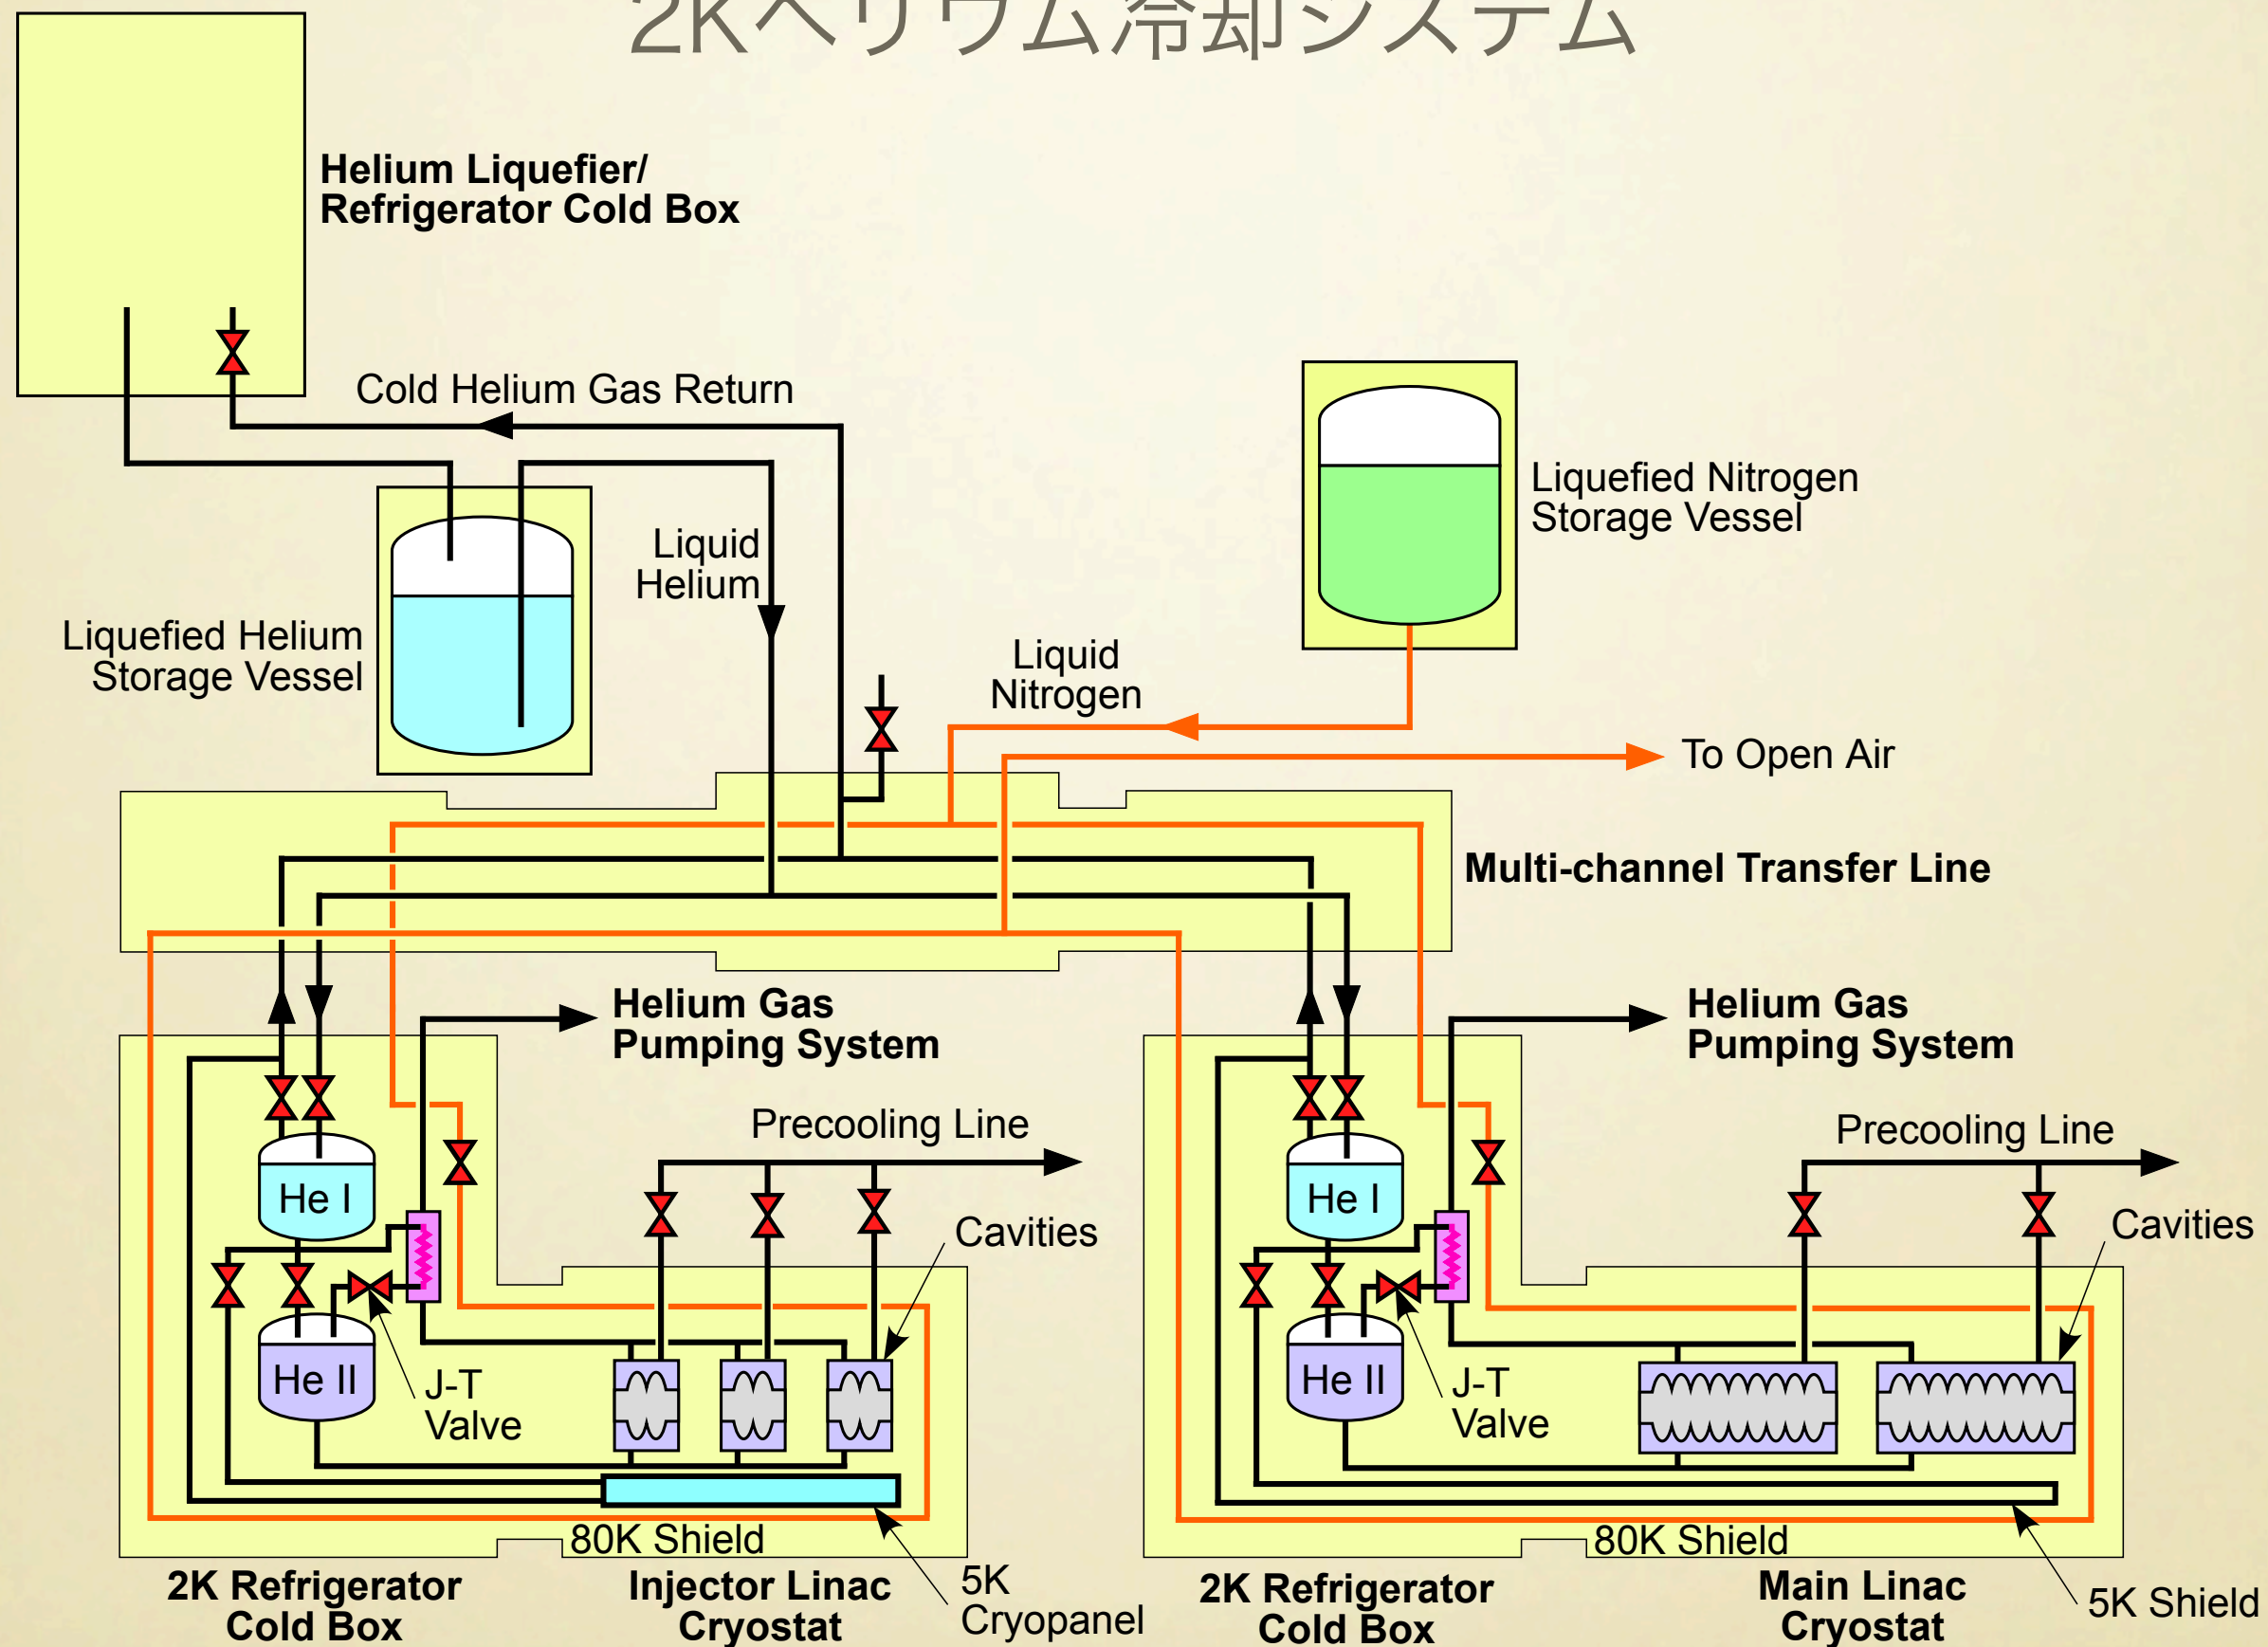 2Kヘリウム冷却システム
Helium Liquefier/
Refrigerator Cold Box
Cold Helium Gas Return
Liquefied Nitrogen
Storage Vessel
Liquid
Helium
Liquefied Helium
Storage Vessel
Liquid
Nitrogen
To Open Air
Multi-channel Transfer Line
Helium Gas
Pumping System
Helium Gas
Pumping System
Precooling Line
Precooling Line
He I
Cavities
He I
Cavities
He II
J-T
Valve
He II
J-T
Valve
80K Shield
80K Shield
2K Refrigerator
Cold Box
Injector Linac
Cryostat
5K
Cryopanel
2K Refrigerator
Cold Box
Main Linac
Cryostat
5K Shield